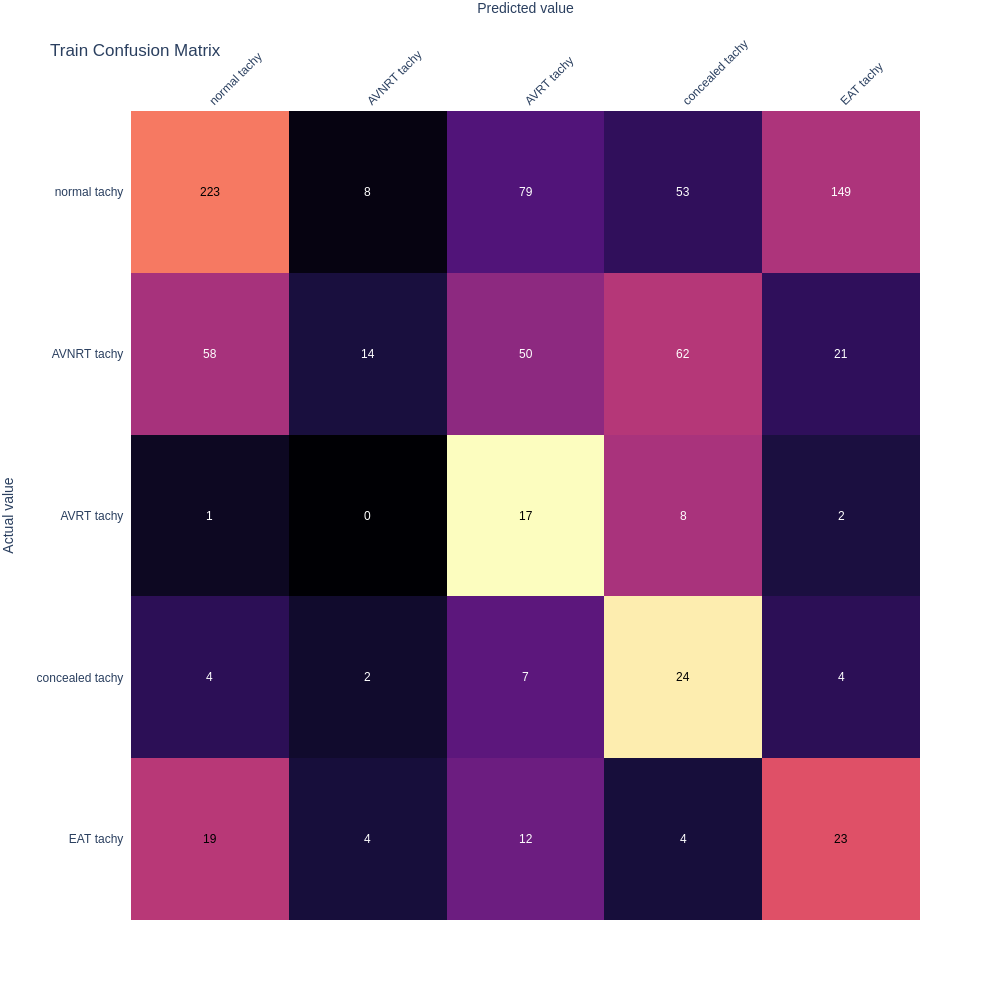 Predicted value
Train Confusion Matrix
normal tachy
AVNRT tachy
AVRT tachy
concealed tachy
EAT tachy
normal tachy 223 8 79 53 149
AVNRT tachy 58 14 50 62 21
AVRT tachy 1 0 17 8 2
Actual value
concealed tachy 4 2 7 24 4
EAT tachy 19 4 12 4 23